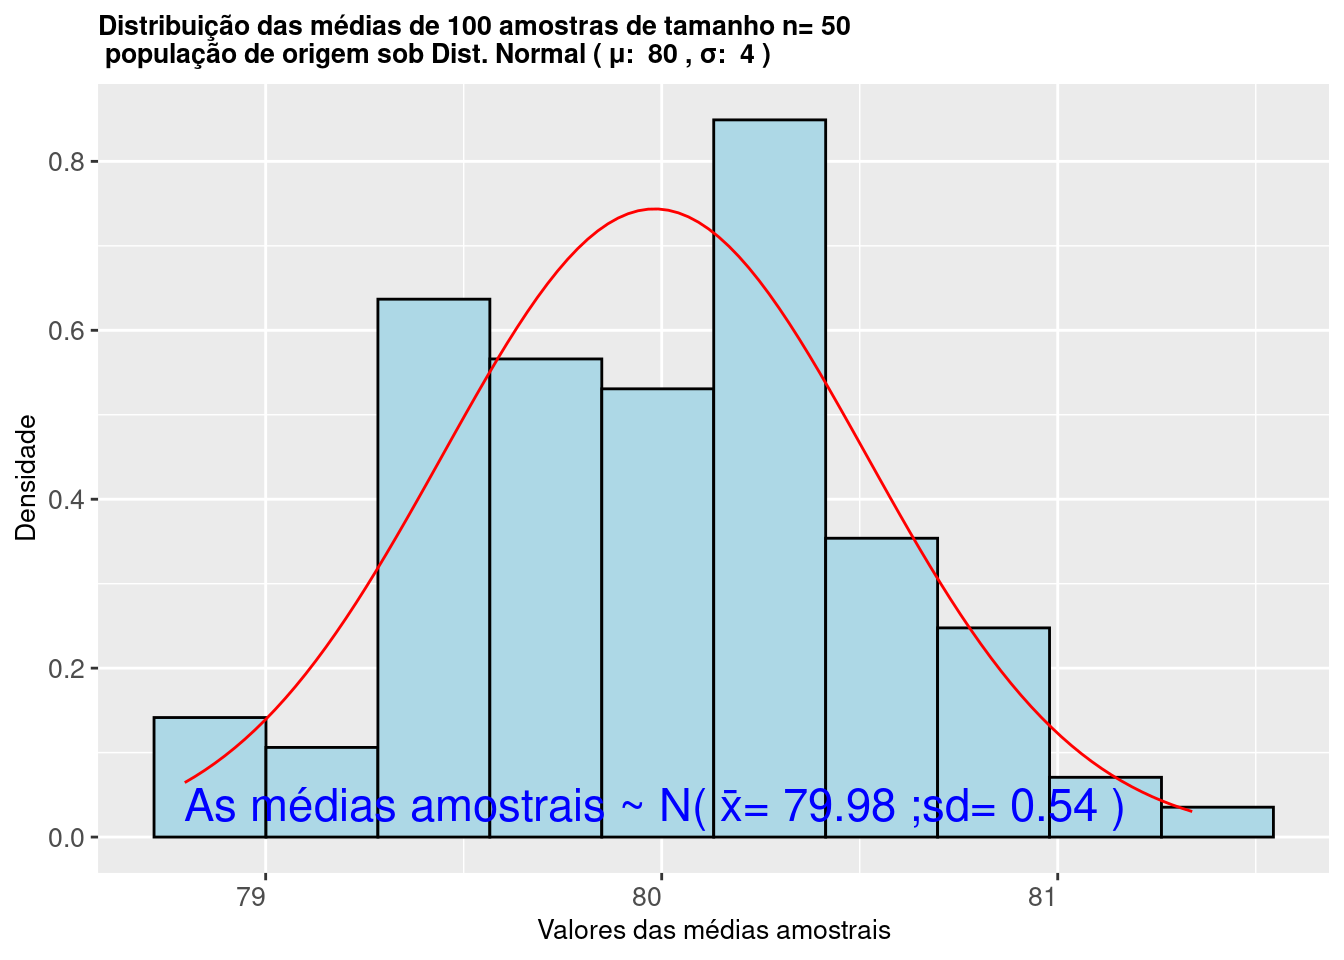 Distribuição das médias de 100 amostras de tamanho n= 50
população de origem sob Dist. Normal ( μ:  80 , σ:  4 )
0.8
0.6
0.4
0.2
0.0
Densidade
As médias amostrais ~ N( x̄= 79.98 ;sd= 0.54 )
79
80
81
Valores das médias amostrais